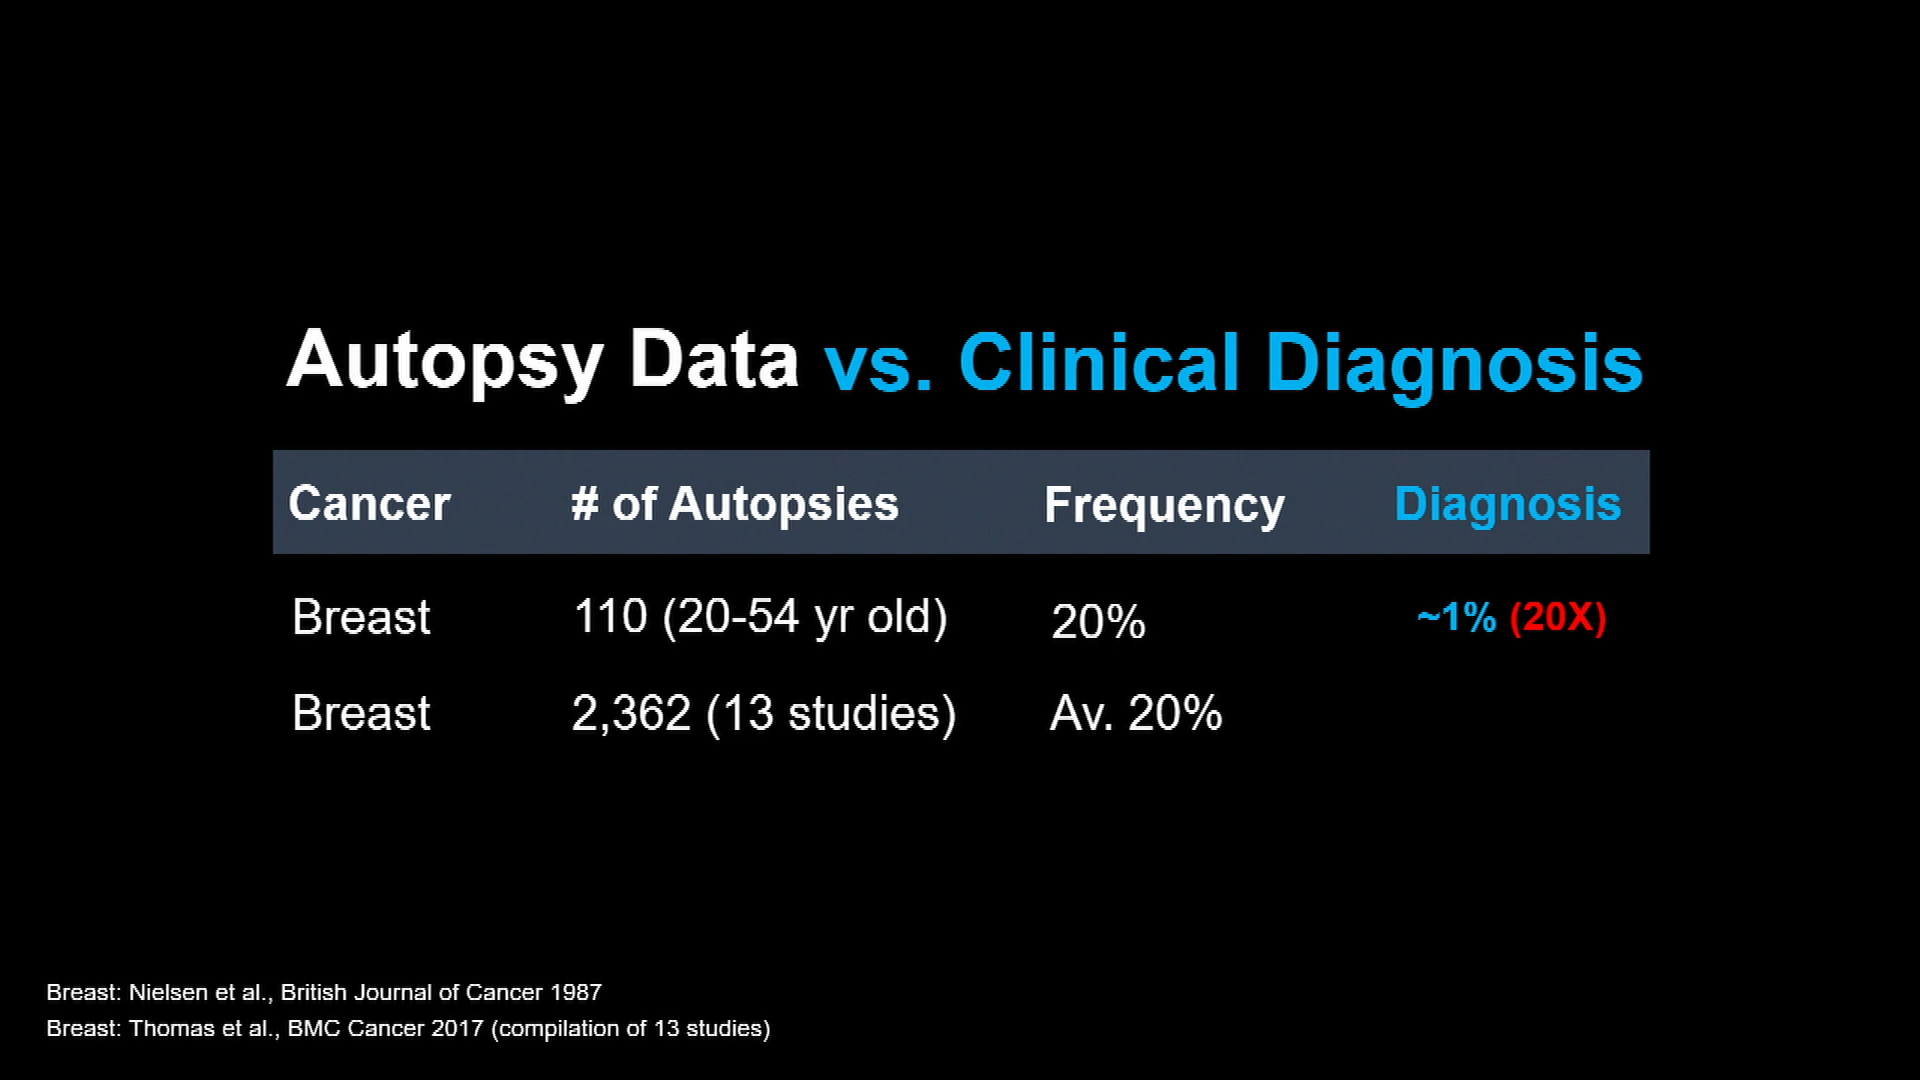 Autopsy Data vs. Clinical Diagnosis
Cancer # of Autopsies Frequency Diagnosis
Breast 110 (20-54 yr old) 20% ~1% (20X)
Breast 2,362 (13 studies) Av. 20%
Breast: Nielsen et al., British Journal of Cancer 1987
Breast: Thomas et al., BMC Cancer 2017 (compilation of 13 studies)